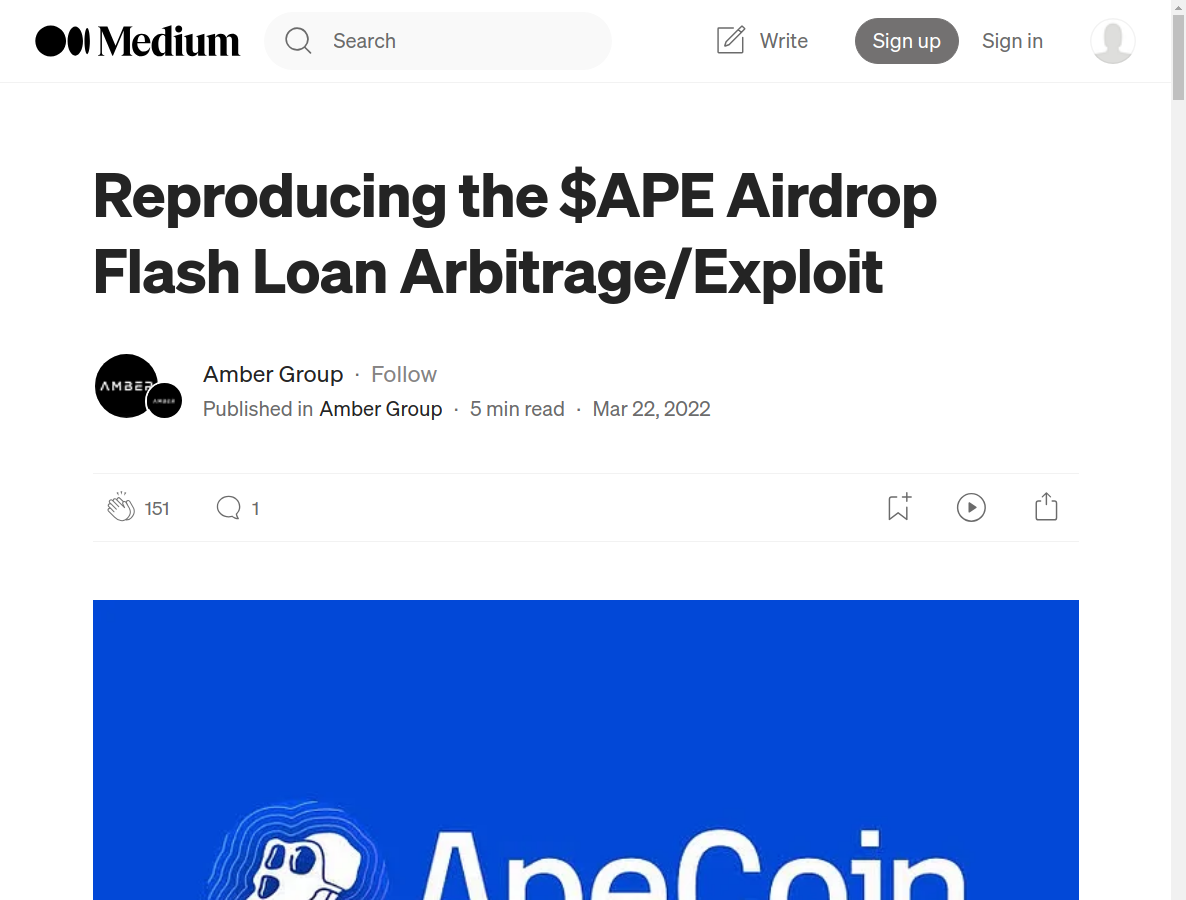 Medium
Search
Write
Sign up
Sign in
Reproducing the $APE Airdrop
Flash Loan Arbitrage/Exploit
AMBER
AMBER
Amber Group · Follow
Published in Amber Group · 5 min read · Mar 22, 2022
151
1
ApeCoin